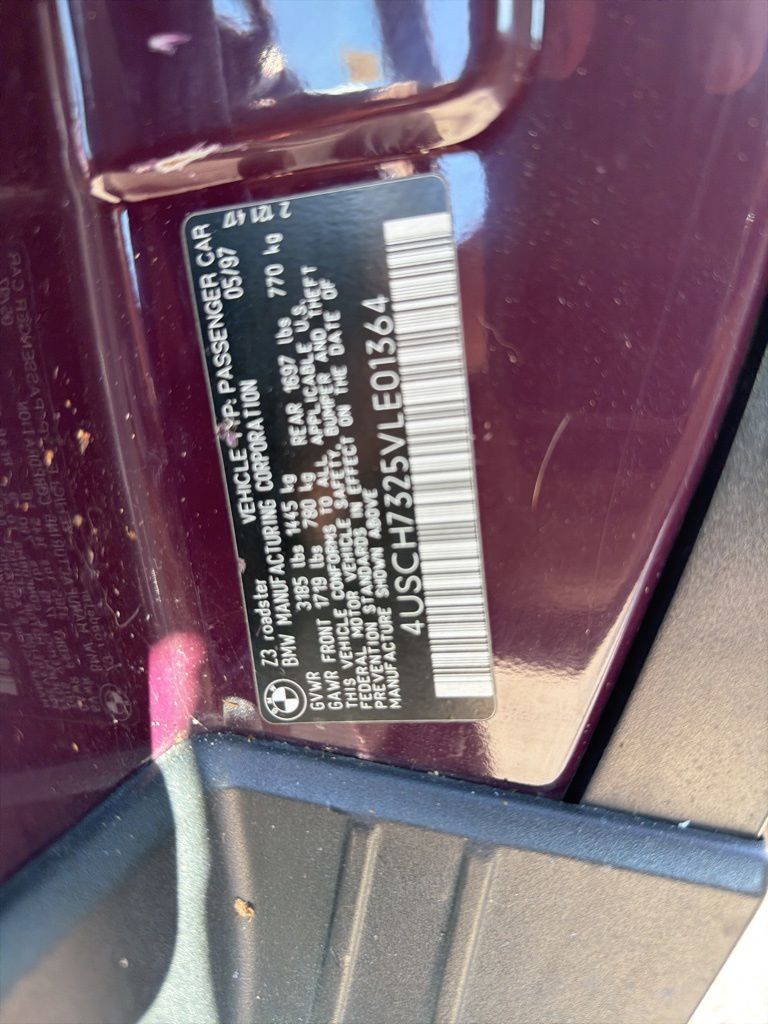 Z3 roadster VEHICLE TYP: PASSENGER CAR
BMW MANUFACTURING CORPORATION 05/97
GVWR 3185 lbs 1445 kg
GAWR FRONT 1719 lbs 780 kg REAR 1697 lbs 770 kg
THIS VEHICLE CONFORMS TO ALL APPLICABLE U.S.
FEDERAL MOTOR VEHICLE SAFETY, BUMPER AND THEFT
PREVENTION STANDARDS IN EFFECT ON THE DATE OF
MANUFACTURE SHOWN ABOVE
4USCH7325VLE01364